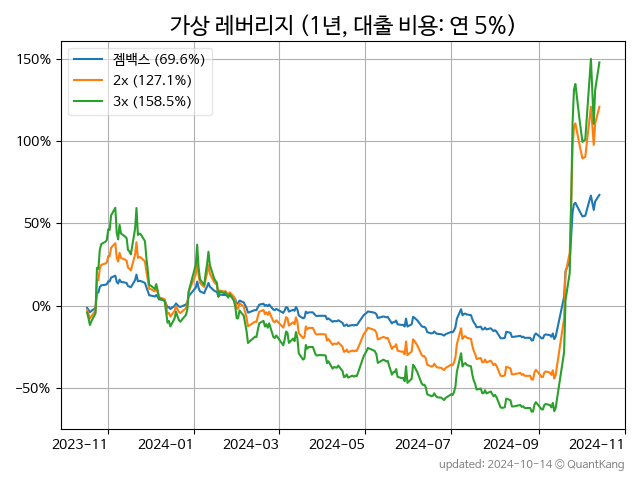 가상 레버리지 (1년, 대출 비용: 연 5%)
150%
100%
50%
0%
−50%
젬백스 (69.6%)
2x (127.1%)
3x (158.5%)
2023-11 2024-01 2024-03 2024-05 2024-07 2024-09 2024-11
updated: 2024-10-14 © QuantKang